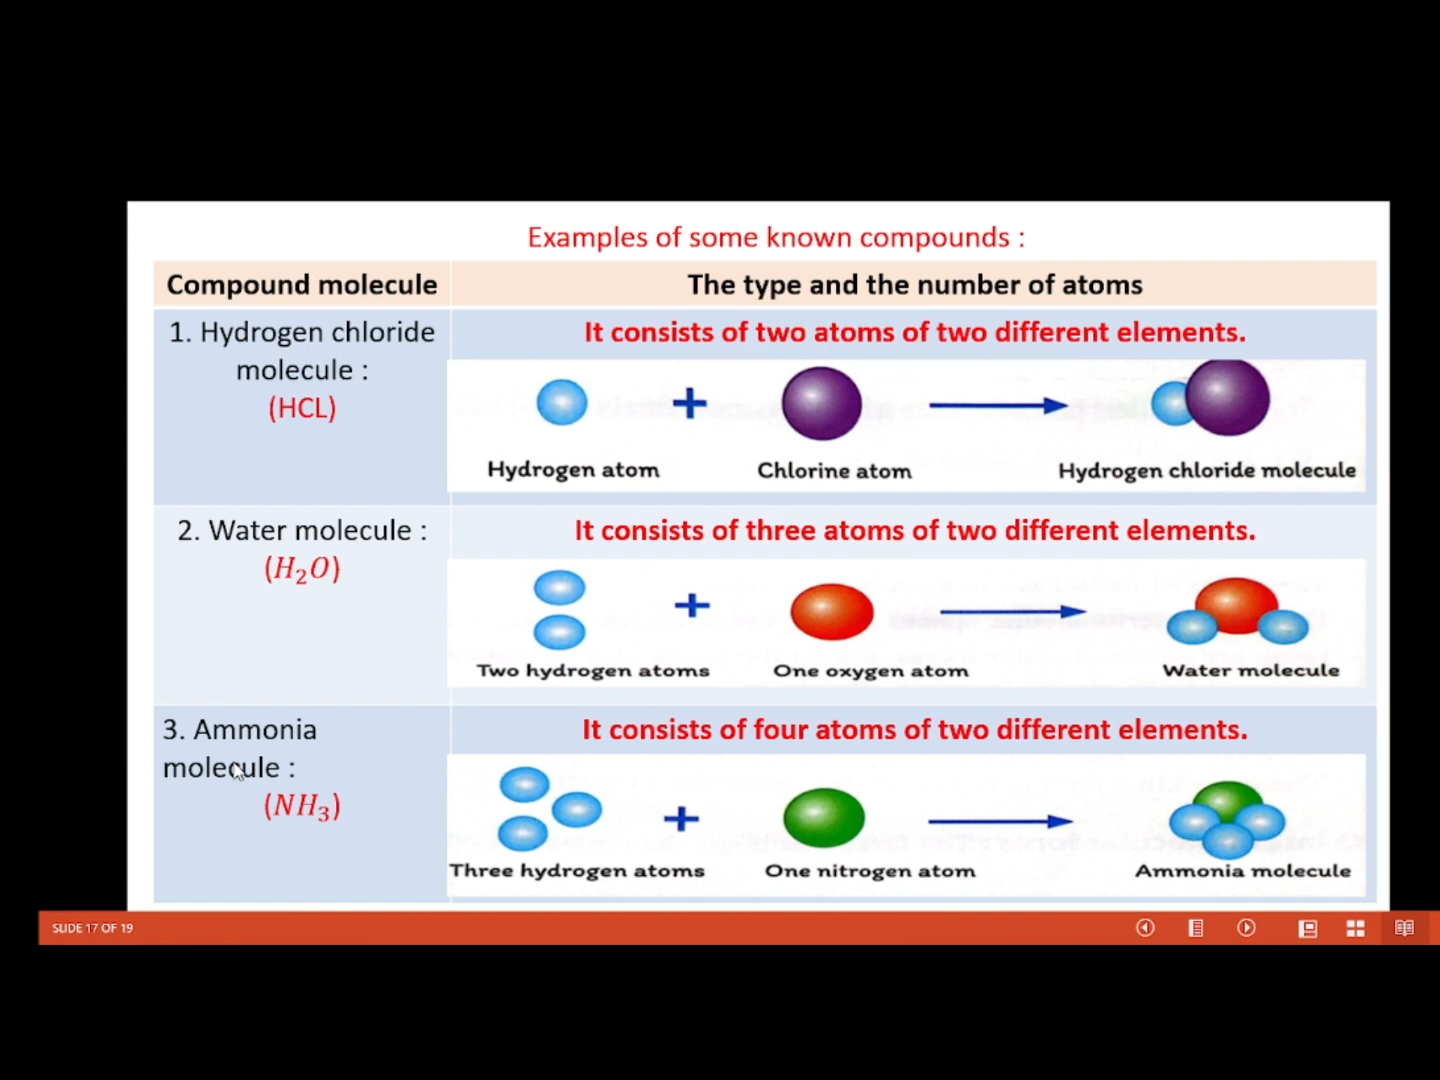 Examples of some known compounds :
Compound molecule
The type and the number of atoms
1. Hydrogen chloride
molecule :
(HCL)
It consists of two atoms of two different elements.
Hydrogen atom
Chlorine atom
Hydrogen chloride molecule
2. Water molecule :
(H₂O)
It consists of three atoms of two different elements.
Two hydrogen atoms
One oxygen atom
Water molecule
3. Ammonia
molecule :
(NH₃)
It consists of four atoms of two different elements.
Three hydrogen atoms
One nitrogen atom
Ammonia molecule
SLIDE 17 OF 19